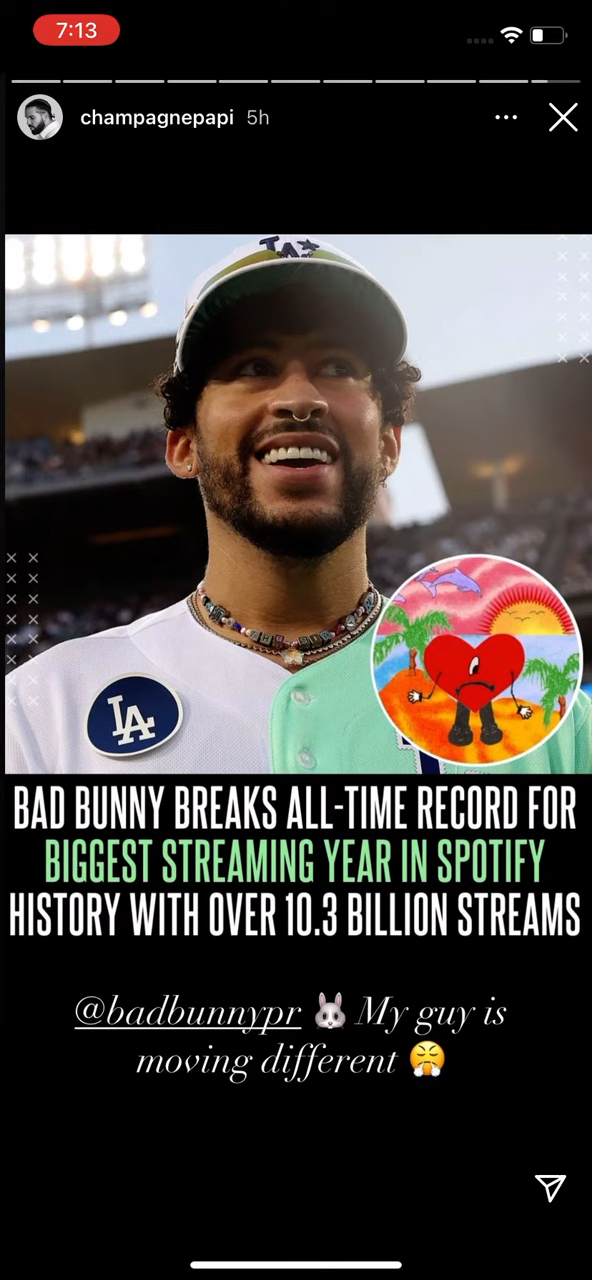 7:13
champagnepapi 5h
LA
LA
BAD BUNNY BREAKS ALL-TIME RECORD FOR
BIGGEST STREAMING YEAR IN SPOTIFY
HISTORY WITH OVER 10.3 BILLION STREAMS
@badbunnypr 🐰 My guy is
moving different 😤